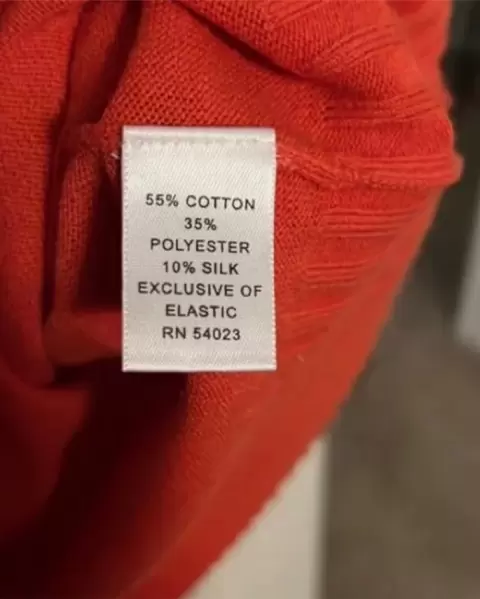 55% COTTON
35%
POLYESTER
10% SILK
EXCLUSIVE OF
ELASTIC
RN 54023